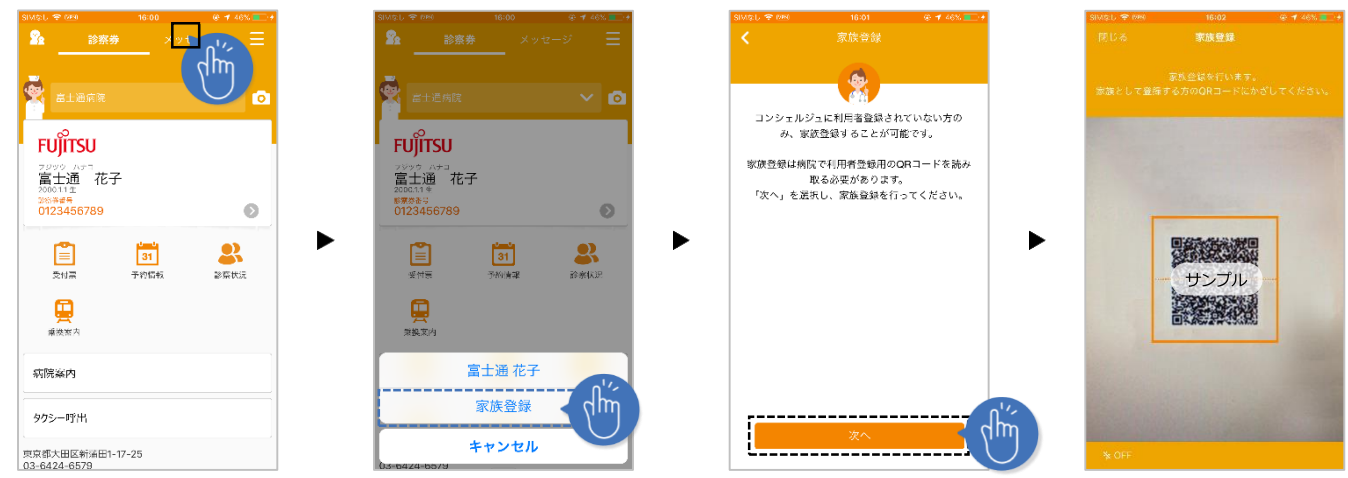 SIMなし 16:00 46%
診察券 メッセ
富士通病院
FUJITSU
フジツウ ハナコ
富士通 花子
2000.1.1 生
診察券番号
0123456789
受付票 予約情報 診察状況
乗換案内
病院案内
タクシー呼出
東京都大田区新蒲田1-17-25
03-6424-6579
SIMなし 16:00 46%
診察券 メッセージ
富士通病院
FUJITSU
フジツウ ハナコ
富士通 花子
2000.1.1 生
診察券番号
0123456789
受付票 予約情報 診察状況
乗換案内
富士通 花子
家族登録
キャンセル
03-6424-6579
SIMなし 16:01 46%
家族登録
コンシェルジュに利用者登録されていない方の
み、家族登録することが可能です。
家族登録は病院で利用者登録用のQRコードを読み
取る必要があります。
「次へ」を選択し、家族登録を行ってください。
次へ
SIMなし 16:02 46%
閉じる 家族登録
家族登録を行います。
家族として登録する方のQRコードにかざしてください。
サンプル
OFF